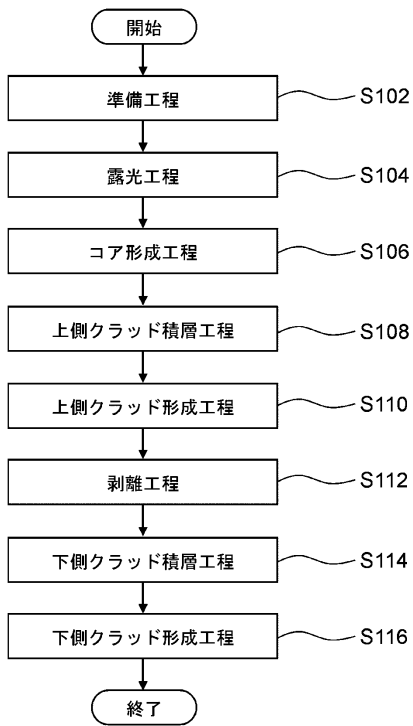 開始
準備工程 S102
露光工程 S104
コア形成工程 S106
上側クラッド積層工程 S108
上側クラッド形成工程 S110
剥離工程 S112
下側クラッド積層工程 S114
下側クラッド形成工程 S116
終了